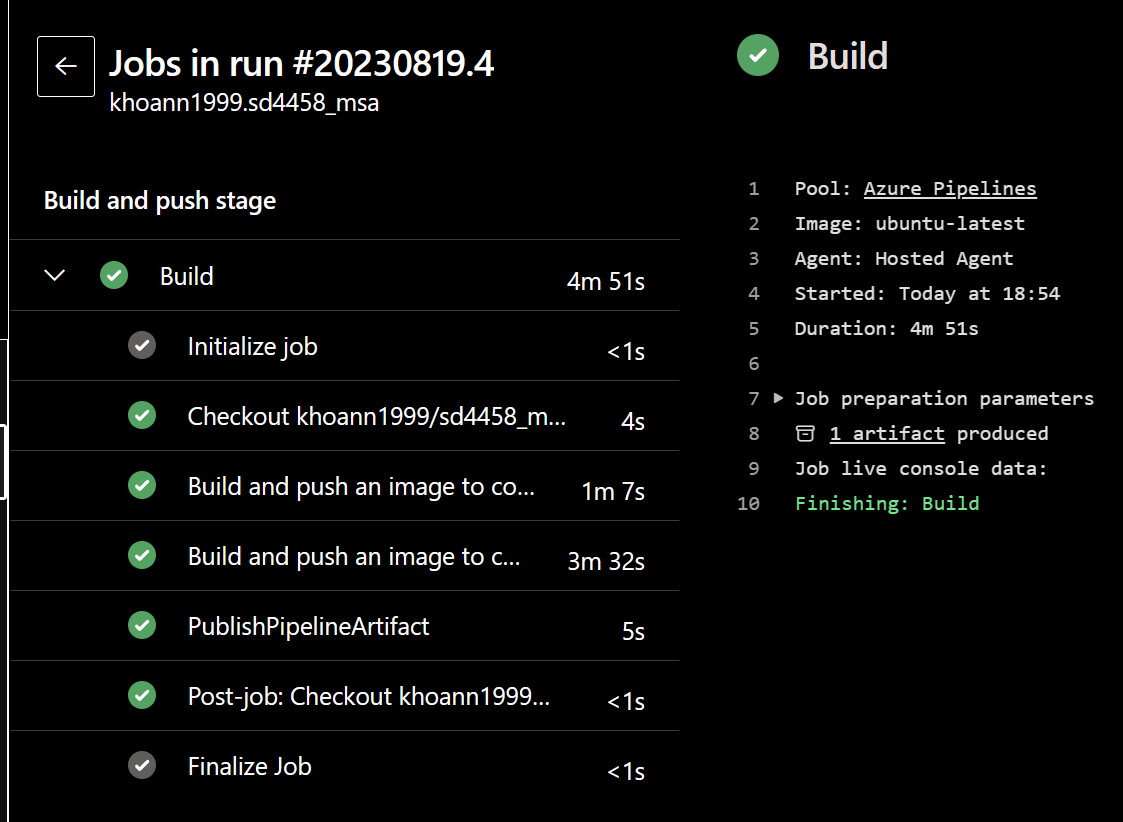 Jobs in run #20230819.4
khoann1999.sd4458_msa
Build and push stage
Build 4m 51s
Initialize job <1s
Checkout khoann1999/sd4458_m... 4s
Build and push an image to co... 1m 7s
Build and push an image to c... 3m 32s
PublishPipelineArtifact 5s
Post-job: Checkout khoann1999... <1s
Finalize Job <1s
Build
1 Pool: Azure Pipelines
2 Image: ubuntu-latest
3 Agent: Hosted Agent
4 Started: Today at 18:54
5 Duration: 4m 51s
6
7 Job preparation parameters
8 1 artifact produced
9 Job live console data:
10 Finishing: Build